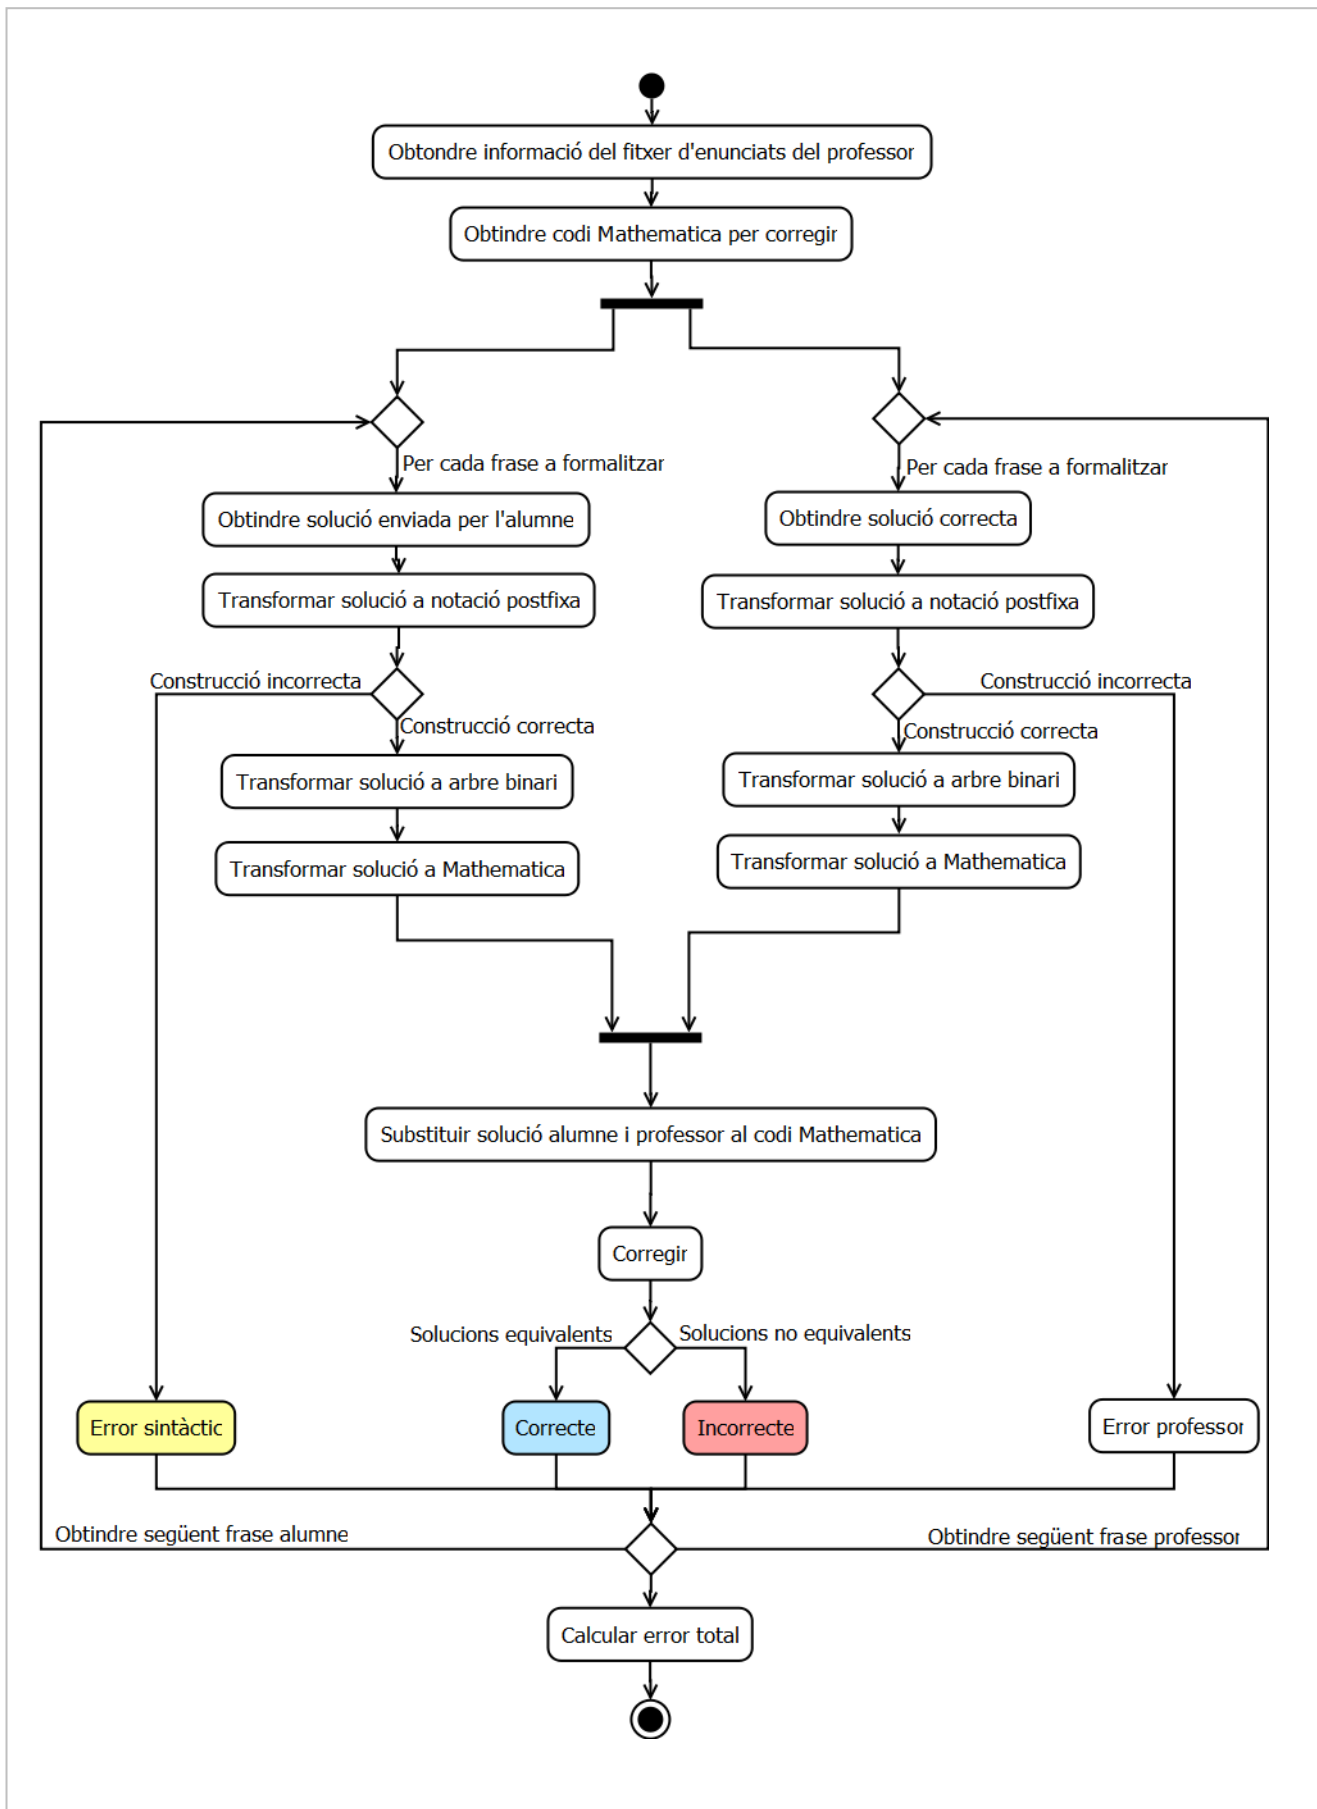 Obtondre informació del fitxer d'enunciats del professor
Obtindre codi Mathematica per corregir
Per cada frase a formalitzar
Per cada frase a formalitzar
Obtindre solució enviada per l'alumne
Obtindre solució correcta
Transformar solució a notació postfixa
Transformar solució a notació postfixa
Construcció incorrecta
Construcció incorrecta
Construcció correcta
Construcció correcta
Transformar solució a arbre binari
Transformar solució a arbre binari
Transformar solució a Mathematica
Transformar solució a Mathematica
Substituir solució alumne i professor al codi Mathematica
Corregir
Solucions equivalents
Solucions no equivalents
Error sintàctic
Correcte
Incorrecte
Error professor
Obtindre següent frase alumne
Obtindre següent frase professor
Calcular error total